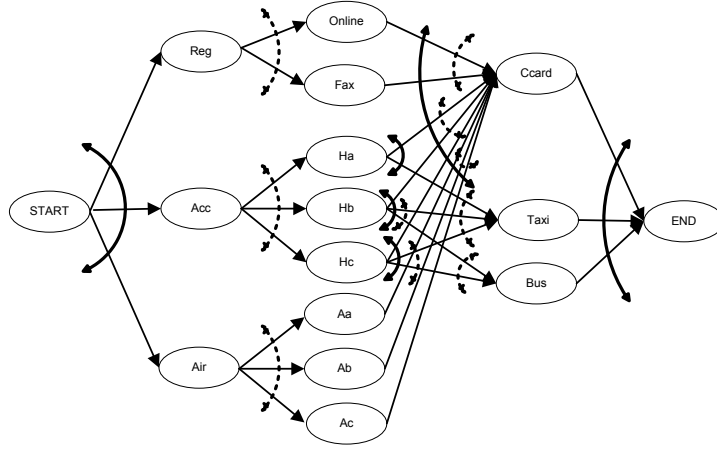 Online
Reg
Ccard
Fax
Ha
START
Acc
Hb
Taxi
END
Hc
Bus
Aa
Air
Ab
Ac